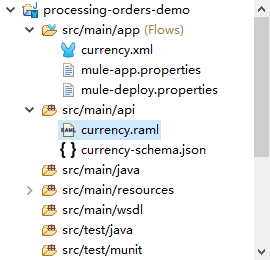 processing-orders-demo
src/main/app (Flows)
currency.xml
mule-app.properties
mule-deploy.properties
src/main/api
RAML currency.raml
{ } currency-schema.json
src/main/java
src/main/resources
src/main/wsdl
src/test/java
src/test/munit